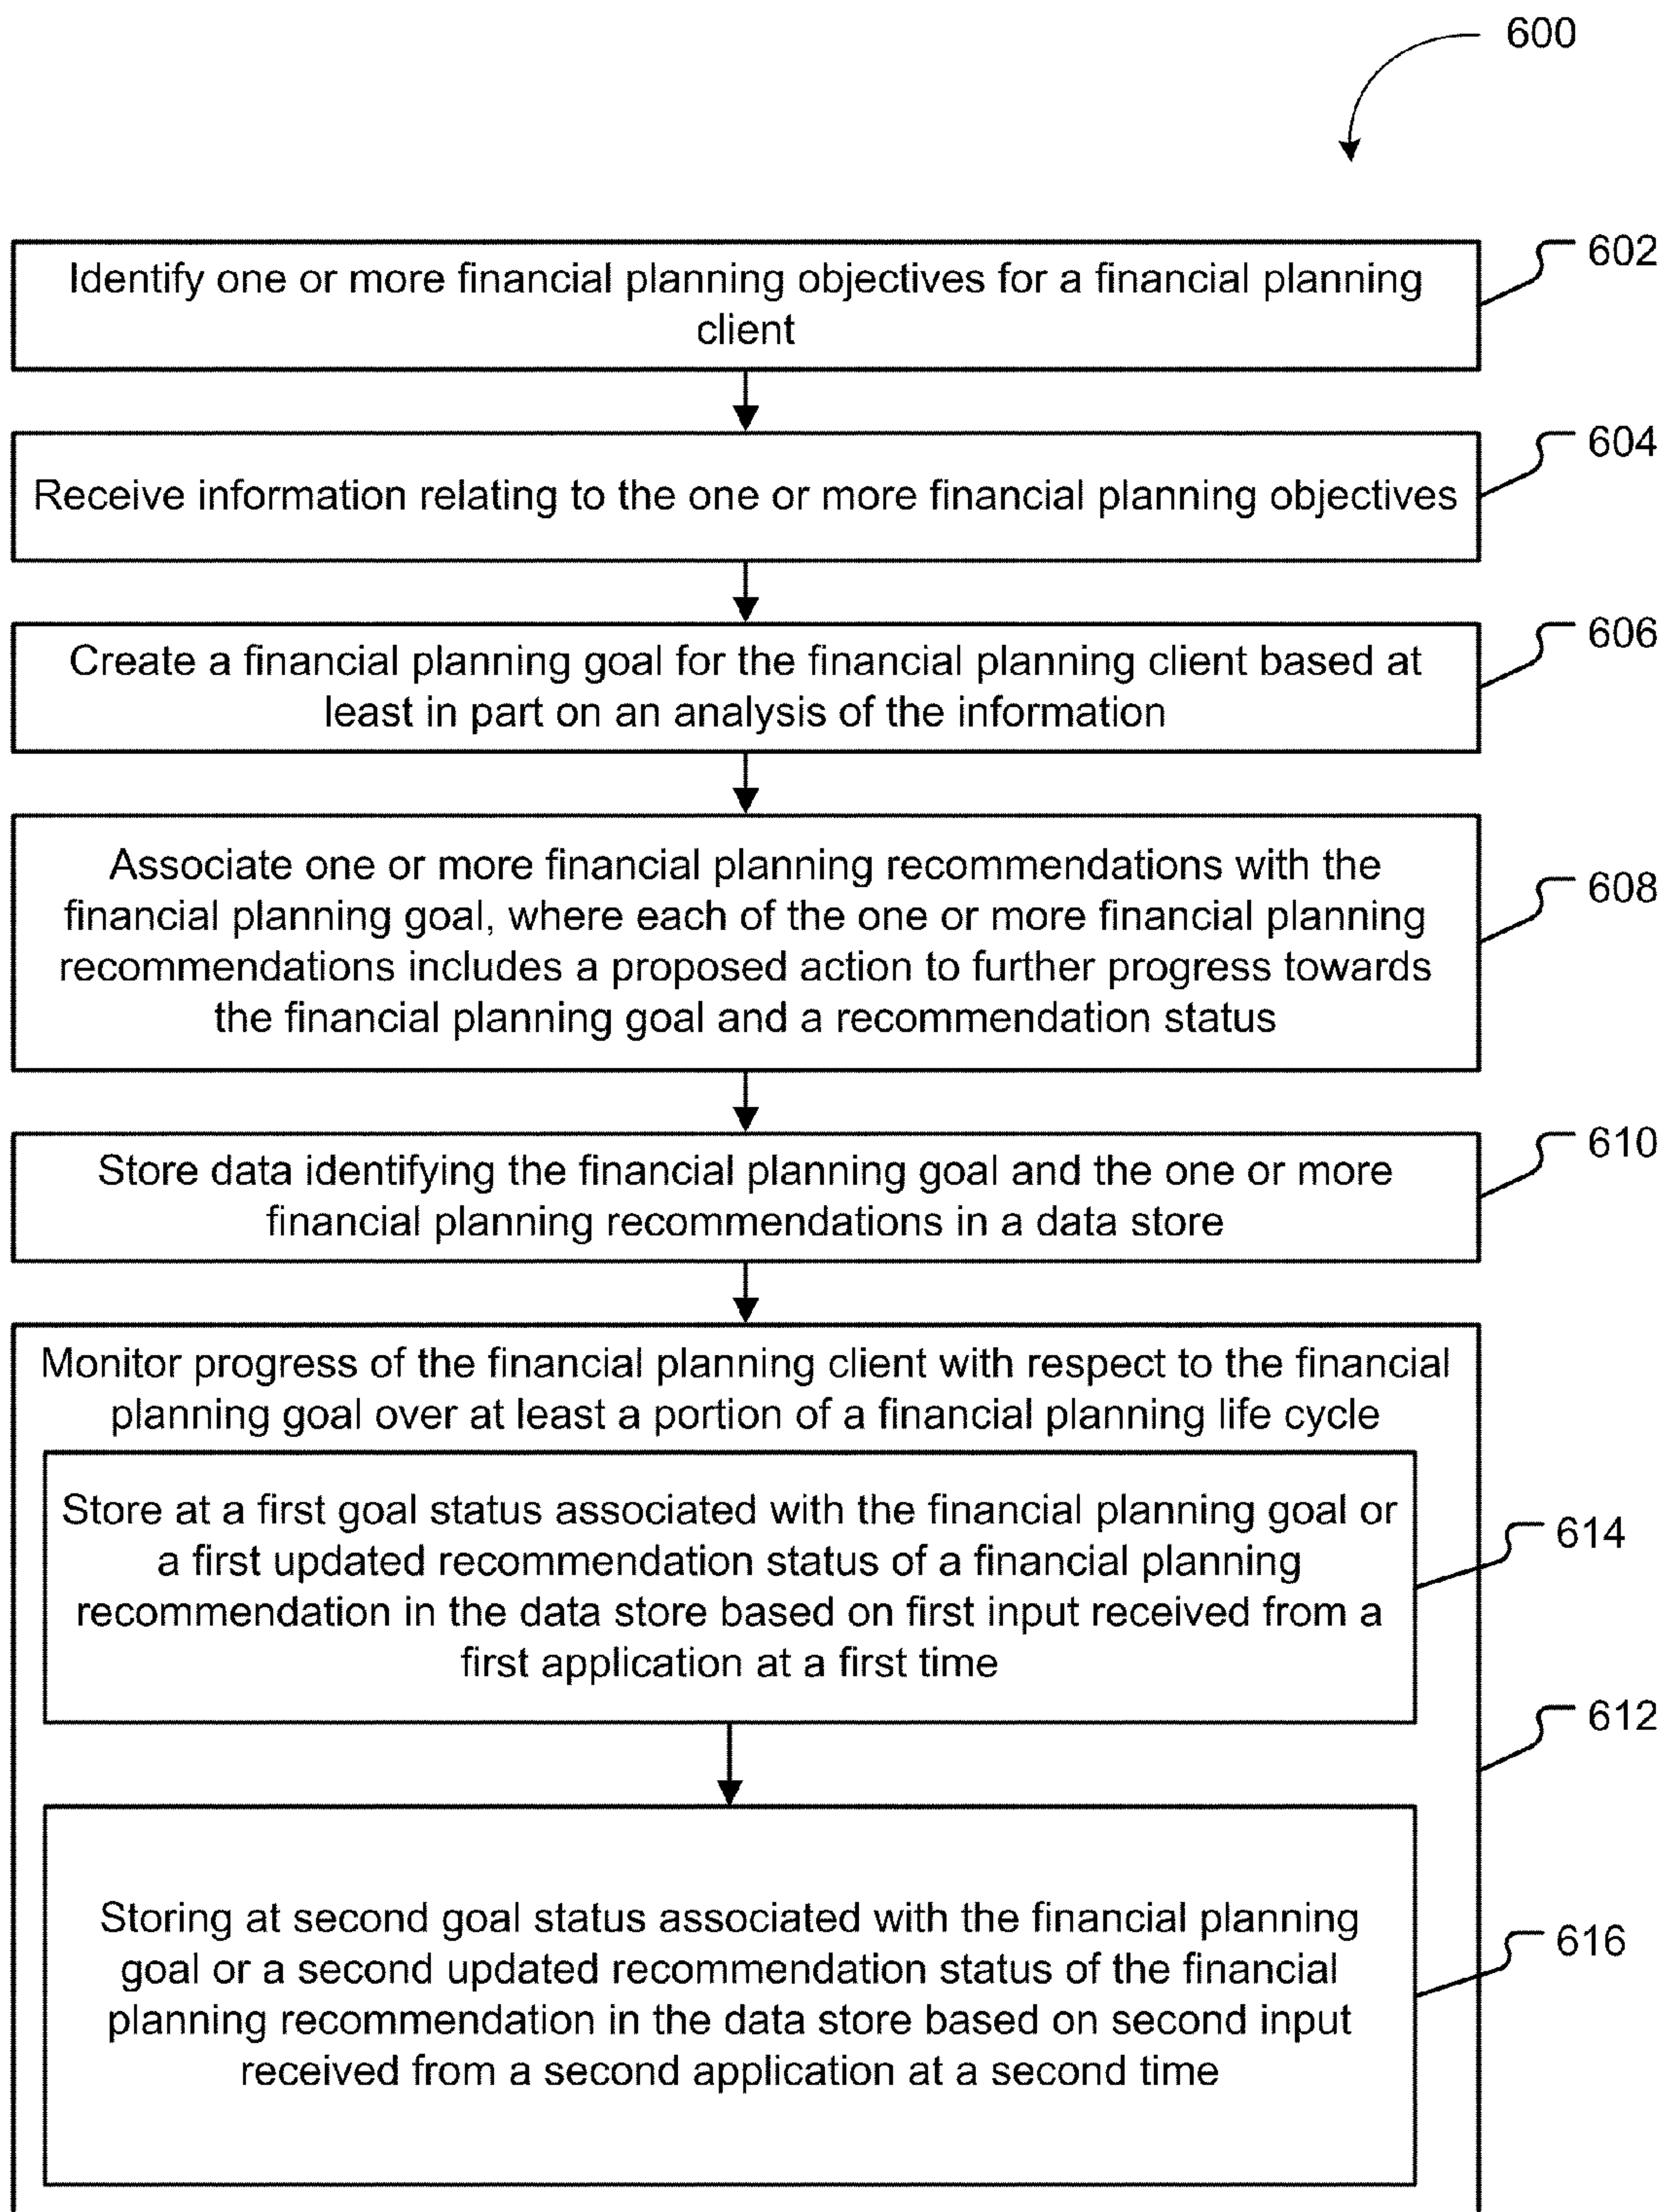 600
602
Identify one or more financial planning objectives for a financial planning
client
604
Receive information relating to the one or more financial planning objectives
606
Create a financial planning goal for the financial planning client based at
least in part on an analysis of the information
608
Associate one or more financial planning recommendations with the
financial planning goal, where each of the one or more financial planning
recommendations includes a proposed action to further progress towards
the financial planning goal and a recommendation status
610
Store data identifying the financial planning goal and the one or more
financial planning recommendations in a data store
Monitor progress of the financial planning client with respect to the financial
planning goal over at least a portion of a financial planning life cycle
Store at a first goal status associated with the financial planning goal or
a first updated recommendation status of a financial planning
recommendation in the data store based on first input received from a
first application at a first time
614
612
Storing at second goal status associated with the financial planning
goal or a second updated recommendation status of the financial
planning recommendation in the data store based on second input
received from a second application at a second time
616